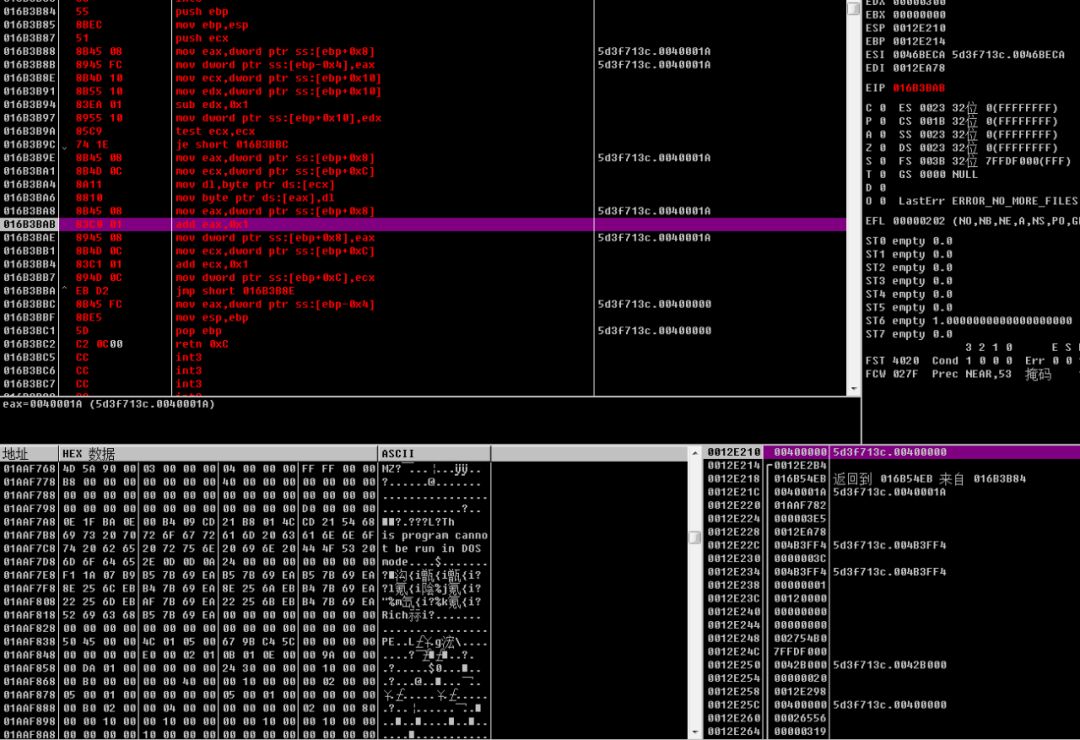 016B3B84 55 push ebp
016B3B85 8BEC mov ebp,esp
016B3B87 51 push ecx
016B3B88 8B45 08 mov eax,dword ptr ss:[ebp+0x8] 5d3f713c.0040001A
016B3B8B 8945 FC mov dword ptr ss:[ebp-0x4],eax 5d3f713c.0040001A
016B3B8E 8B4D 10 mov ecx,dword ptr ss:[ebp+0x10]
016B3B91 8B55 10 mov edx,dword ptr ss:[ebp+0x10]
016B3B94 83EA 01 sub edx,0x1
016B3B97 8955 10 mov dword ptr ss:[ebp+0x10],edx
016B3B9A 85C9 test ecx,ecx
016B3B9C 74 1E je short 016B3BBC
016B3B9E 8B45 08 mov eax,dword ptr ss:[ebp+0x8] 5d3f713c.0040001A
016B3BA1 8B4D 0C mov ecx,dword ptr ss:[ebp+0xC]
016B3BA4 8A11 mov dl,byte ptr ds:[ecx]
016B3BA6 8810 mov byte ptr ds:[eax],dl
016B3BA8 8B45 08 mov eax,dword ptr ss:[ebp+0x8] 5d3f713c.0040001A
016B3BAB 83C0 01 add eax,0x1
016B3BAE 8945 08 mov dword ptr ss:[ebp+0x8],eax 5d3f713c.0040001A
016B3BB1 8B4D 0C mov ecx,dword ptr ss:[ebp+0xC]
016B3BB4 83C1 01 add ecx,0x1
016B3BB7 894D 0C mov dword ptr ss:[ebp+0xC],ecx
016B3BBA EB D2 jmp short 016B3B8E
016B3BBC 8B45 FC mov eax,dword ptr ss:[ebp-0x4] 5d3f713c.00400000
016B3BBF 8BE5 mov esp,ebp
016B3BC1 5D pop ebp 5d3f713c.00400000
016B3BC2 C2 0C00 retn 0xC
016B3BC5 CC int3
016B3BC6 CC int3
016B3BC7 CC int3
eax=0040001A (5d3f713c.0040001A)
EDX 00000300
EBX 00000000
ESP 0012E210
EBP 0012E214
ESI 0046BECA 5d3f713c.0046BECA
EDI 0012EA78
EIP 016B3BAB
C 0 ES 0023 32位 0(FFFFFFFF)
P 0 CS 001B 32位 0(FFFFFFFF)
A 0 SS 0023 32位 0(FFFFFFFF)
Z 0 DS 0023 32位 0(FFFFFFFF)
S 0 FS 003B 32位 7FFDF000(FFF)
T 0 GS 0000 NULL
D 0
O 0 LastErr ERROR_NO_MORE_FILES
EFL 00000202 (NO,NB,NE,A,NS,PO,G
ST0 empty 0.0
ST1 empty 0.0
ST2 empty 0.0
ST3 empty 0.0
ST4 empty 0.0
ST5 empty 0.0
ST6 empty 1.0000000000000000000
ST7 empty 0.0
3 2 1 0 E S
FST 4020 Cond 1 0 0 0 Err 0 0
FCW 027F Prec NEAR,53 掩码
地址 HEX 数据 ASCII
01AAF768 4D 5A 90 00 03 00 00 00 04 00 00 00 FF FF 00 00
01AAF778 B8 00 00 00 00 00 00 00 40 00 00 00 00 00 00 00
01AAF788 00 00 00 00 00 00 00 00 00 00 00 00 00 00 00 00 ................
01AAF798 00 00 00 00 00 00 00 00 00 00 00 00 D0 00 00 00
01AAF7A8 0E 1F BA 0E 00 B4 09 CD 21 B8 01 4C CD 21 54 68
01AAF7B8 69 73 20 70 72 6F 67 72 61 6D 20 63 61 6E 6E 6F is program canno
01AAF7C8 74 20 62 65 20 72 75 6E 20 69 6E 20 44 4F 53 20 t be run in DOS
01AAF7D8 6D 6F 64 65 2E 0D 0D 0A 24 00 00 00 00 00 00 00 mode....$.......
01AAF7E8 F1 1A 07 B9 B5 7B 69 EA B5 7B 69 EA B5 7B 69 EA
01AAF7F8 8E 25 6C EB B4 7B 69 EA 8E 25 6A EB B4 7B 69 EA
01AAF808 22 25 6D EB AF 7B 69 EA 22 25 6B EB B4 7B 69 EA
01AAF818 52 69 63 68 B5 7B 69 EA 00 00 00 00 00 00 00 00
01AAF828 00 00 00 00 00 00 00 00 00 00 00 00 00 00 00 00 ................
01AAF838 50 45 00 00 4C 01 05 00 67 9B C4 5C 00 00 00 00
01AAF848 00 00 00 00 E0 00 02 01 0B 01 0E 00 00 9A 00 00
01AAF858 00 DA 01 00 00 00 00 00 24 30 00 00 00 10 00 00
01AAF868 00 B0 00 00 00 00 40 00 00 10 00 00 00 02 00 00
01AAF878 05 00 01 00 00 00 00 00 05 00 01 00 00 00 00 00
01AAF888 00 B0 02 00 00 04 00 00 00 00 00 00 02 00 00 80
01AAF898 00 00 10 00 00 10 00 00 00 00 10 00 00 10 00 00
01AAF8A8 00 00 00 00 10 00 00 00 00 00 00 00 00 00 00 00
0012E210 00400000 5d3f713c.00400000
0012E214 0012E2B4
0012E218 016B54EB 返回到 016B54EB 来自 016B3B84
0012E21C 0040001A 5d3f713c.0040001A
0012E220 01AAF782
0012E224 000003E5
0012E228 0012EA78
0012E22C 004B3FF4 5d3f713c.004B3FF4
0012E230 0000003C
0012E234 004B3FF4 5d3f713c.004B3FF4
0012E238 00000001
0012E23C 00120000
0012E240 00000000
0012E244 00000000
0012E248 002754B0
0012E24C 7FFDF000
0012E250 0042B000 5d3f713c.0042B000
0012E254 00000020
0012E258 0012E298
0012E25C 00400000 5d3f713c.00400000
0012E260 00026556
0012E264 00000319